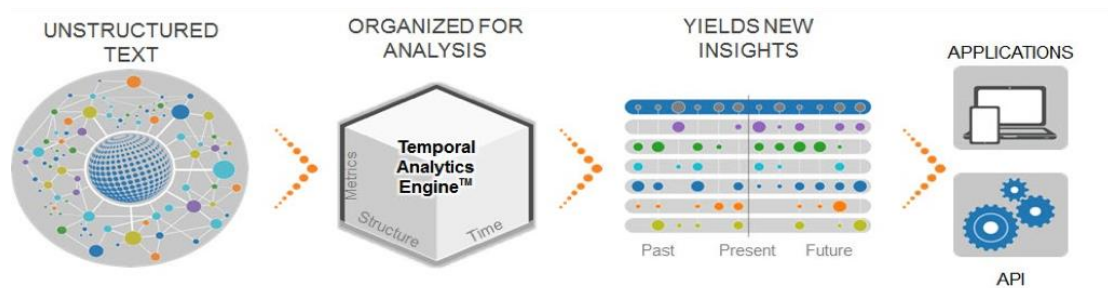 UNSTRUCTURED
TEXT
ORGANIZED FOR
ANALYSIS
Temporal
Analytics
Engine™
Metrics
Structure
Time
YIELDS NEW
INSIGHTS
Past
Present
Future
APPLICATIONS
API